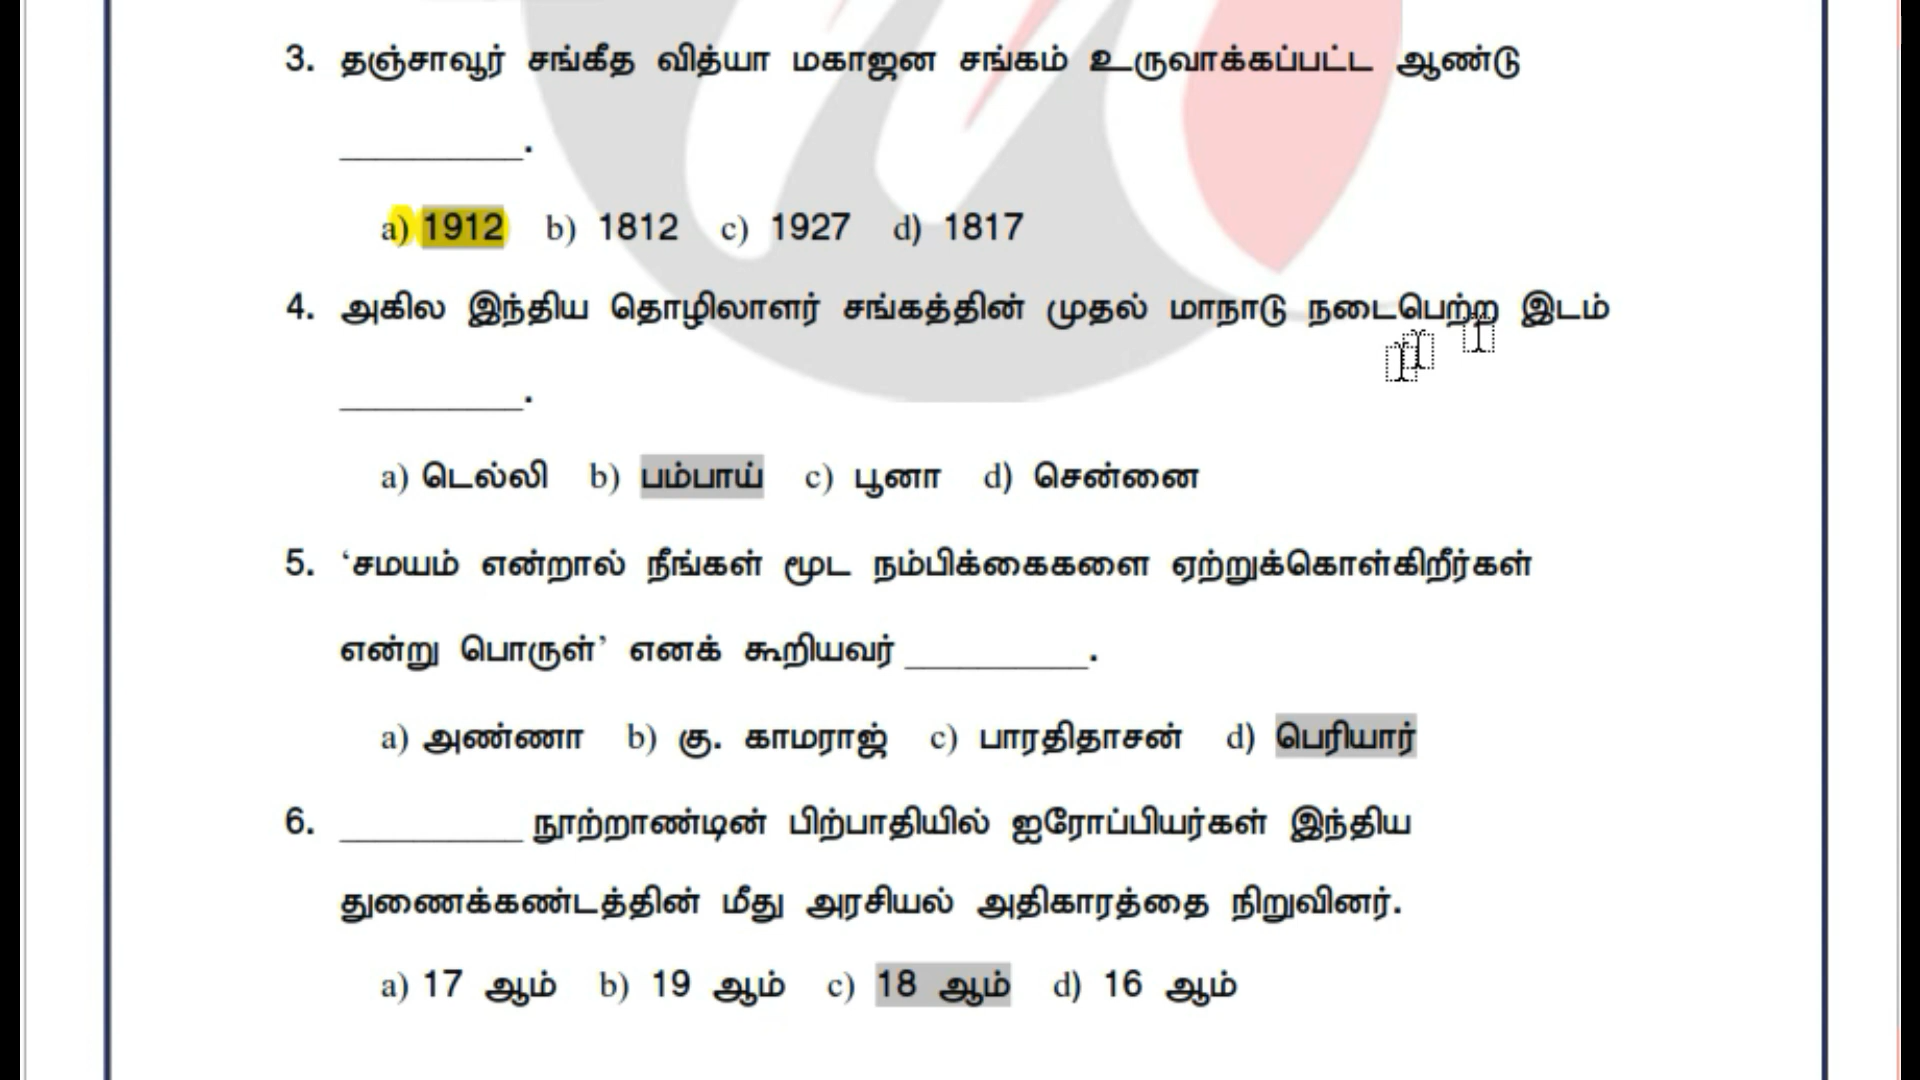 3. தஞ்சாவூர் சங்கீத வித்யா மகாஜன சங்கம் உருவாக்கப்பட்ட ஆண்டு
__________.
a) 1912 b) 1812 c) 1927 d) 1817
4. அகில இந்திய தொழிலாளர் சங்கத்தின் முதல் மாநாடு நடைபெற்ற இடம்
__________.
a) டெல்லி b) பம்பாய் c) பூனா d) சென்னை
5. ‘சமயம் என்றால் நீங்கள் மூட நம்பிக்கைகளை ஏற்றுக்கொள்கிறீர்கள்
என்று பொருள்’ எனக் கூறியவர் __________.
a) அண்ணா b) கு. காமராஜ் c) பாரதிதாசன் d) பெரியார்
6. __________ நூற்றாண்டின் பிற்பாதியில் ஐரோப்பியர்கள் இந்திய
துணைக்கண்டத்தின் மீது அரசியல் அதிகாரத்தை நிறுவினர்.
a) 17 ஆம் b) 19 ஆம் c) 18 ஆம் d) 16 ஆம்